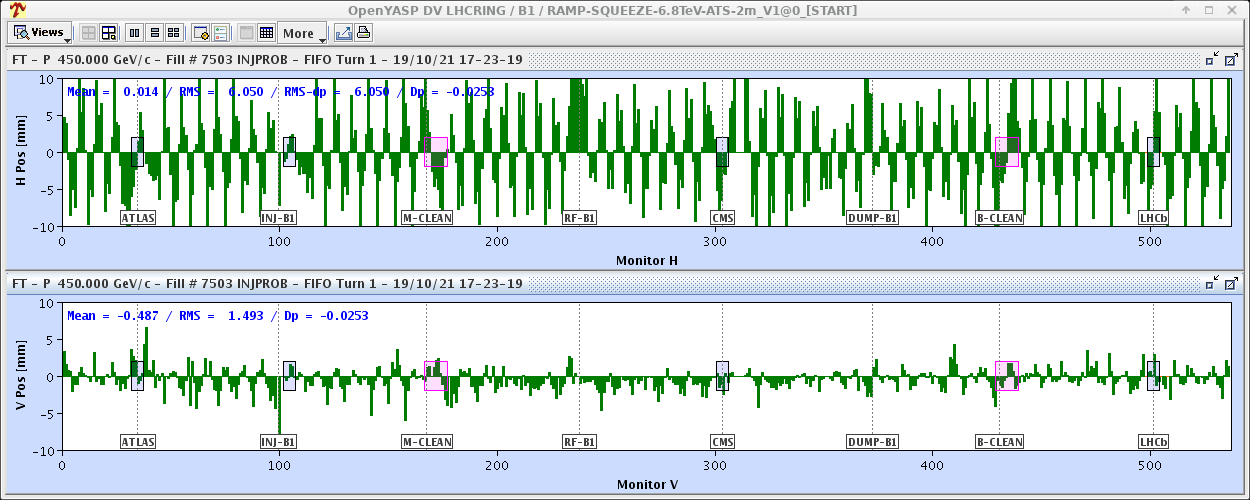 OpenYASP DV LHCRING / B1 / RAMP-SQUEEZE-6.8TeV-ATS-2m_V1@0_[START]
Views More
FT - P 450.000 GeV/c - Fill # 7503 INJPROB - FIFO Turn 1 - 19/10/21 17-23-19
Mean = 0.014 / RMS = 6.050 / RMS-dp = 6.050 / Dp = -0.0253
10
5
0
-5
-10
H Pos [mm]
ATLAS INJ-B1 M-CLEAN RF-B1 CMS DUMP-B1 B-CLEAN LHCb
0 100 200 300 400 500
Monitor H
FT - P 450.000 GeV/c - Fill # 7503 INJPROB - FIFO Turn 1 - 19/10/21 17-23-19
Mean = -0.487 / RMS = 1.493 / Dp = -0.0253
10
5
0
-5
-10
V Pos [mm]
ATLAS INJ-B1 M-CLEAN RF-B1 CMS DUMP-B1 B-CLEAN LHCb
0 100 200 300 400 500
Monitor V